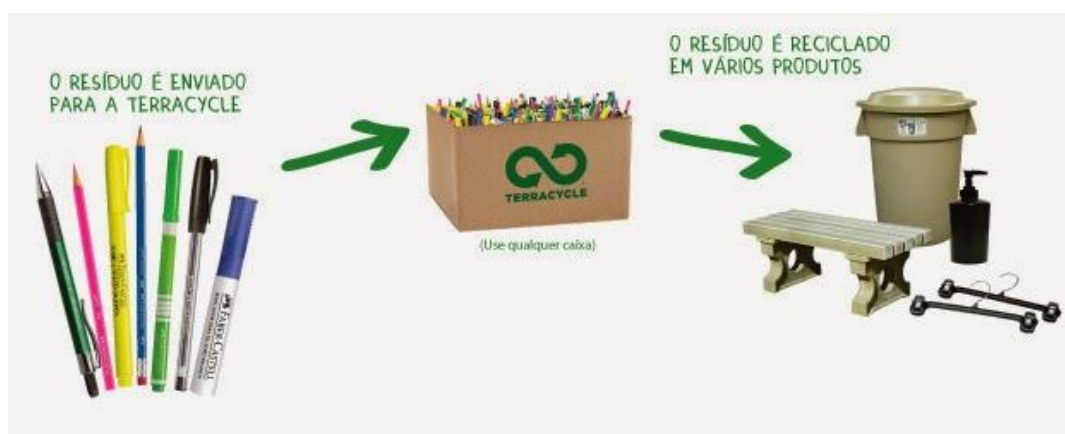 O RESÍDUO É ENVIADO
PARA A TERRACYCLE
TERRACYCLE
(Use qualquer caixa)
O RESÍDUO É RECICLADO
EM VÁRIOS PRODUTOS
FABER-CASTELL